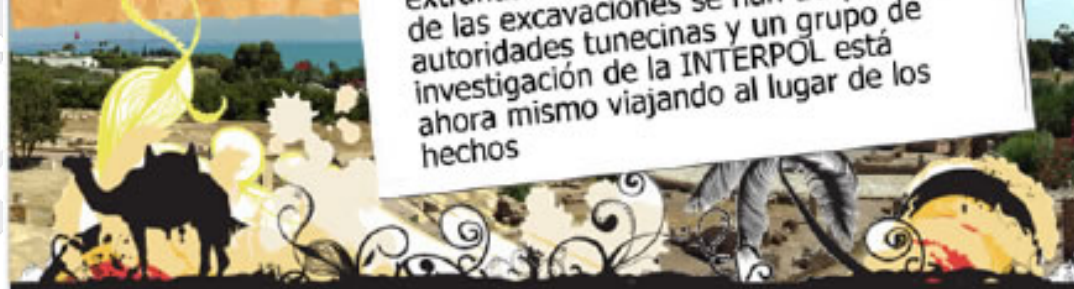 de las excavaciones se han
autoridades tunecinas y un grupo de
investigación de la INTERPOL está
ahora mismo viajando al lugar de los
hechos